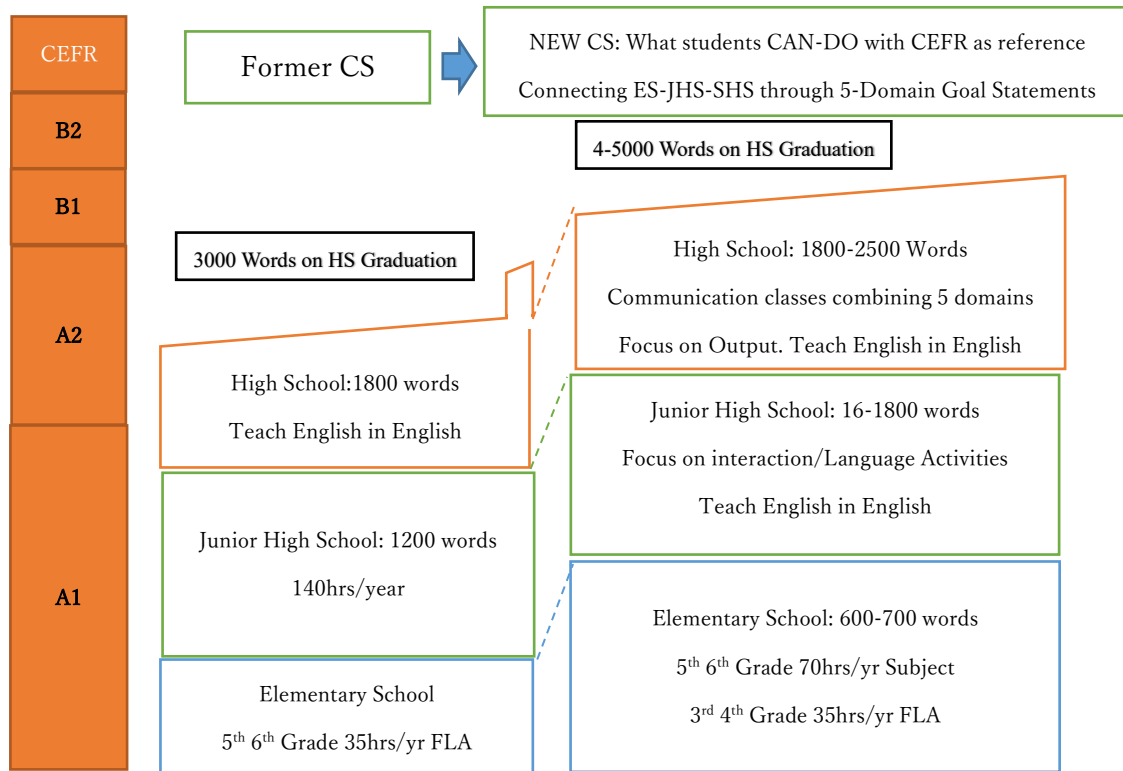 CEFR
B2
B1
A2
A1
Former CS
NEW CS: What students CAN-DO with CEFR as reference
Connecting ES-JHS-SHS through 5-Domain Goal Statements
3000 Words on HS Graduation
High School:1800 words
Teach English in English
Junior High School: 1200 words
140hrs/year
Elementary School
5th 6th Grade 35hrs/yr FLA
4-5000 Words on HS Graduation
High School: 1800-2500 Words
Communication classes combining 5 domains
Focus on Output. Teach English in English
Junior High School: 16-1800 words
Focus on interaction/Language Activities
Teach English in English
Elementary School: 600-700 words
5th 6th Grade 70hrs/yr Subject
3rd 4th Grade 35hrs/yr FLA